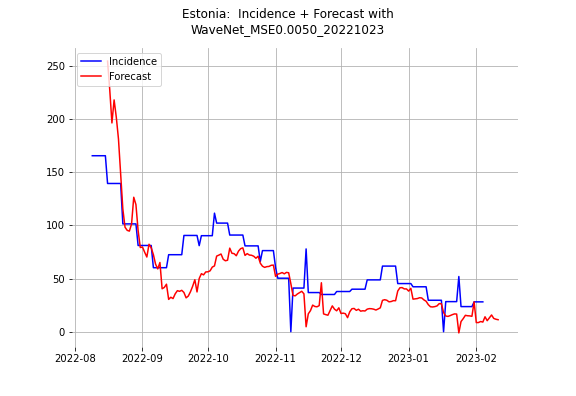 Estonia:  Incidence + Forecast with
WaveNet_MSE0.0050_20221023
Incidence
Forecast
250
200
150
100
50
0
2022-08 2022-09 2022-10 2022-11 2022-12 2023-01 2023-02